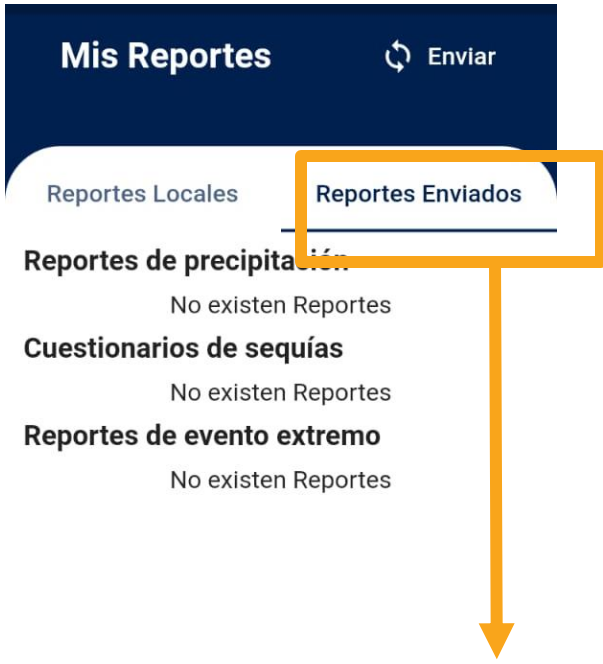 Mis Reportes Enviar
Reportes Locales Reportes Enviados
Reportes de precipitación
No existen Reportes
Cuestionarios de sequías
No existen Reportes
Reportes de evento extremo
No existen Reportes